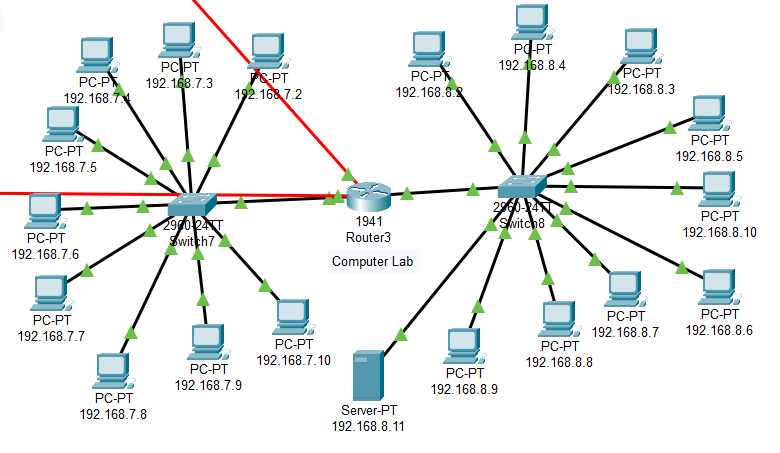 PC-PT
192.168.7.4
PC-PT
192.168.7.3
PC-PT
192.168.7.2
PC-PT
192.168.8.2
PC-PT
192.168.8.4
PC-PT
192.168.8.3
PC-PT
192.168.7.5
PC-PT
192.168.8.5
PC-PT
192.168.7.6
2960-24TT
Switch7
1941
Router3
Computer Lab
2960-24TT
Switch8
PC-PT
192.168.8.10
PC-PT
192.168.7.7
PC-PT
192.168.7.10
PC-PT
192.168.8.7
PC-PT
192.168.8.6
PC-PT
192.168.7.8
PC-PT
192.168.7.9
Server-PT
192.168.8.11
PC-PT
192.168.8.9
PC-PT
192.168.8.8